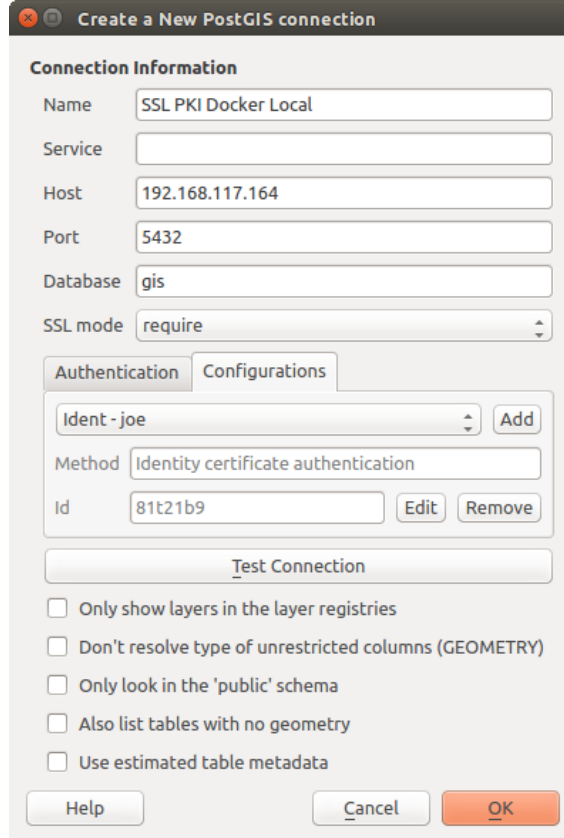 Create a New PostGIS connection
Connection Information
Name SSL PKI Docker Local
Service
Host 192.168.117.164
Port 5432
Database gis
SSL mode require
Authentication Configurations
Ident - joe Add
Method Identity certificate authentication
Id 81t21b9 Edit Remove
Test Connection
Only show layers in the layer registries
Don't resolve type of unrestricted columns (GEOMETRY)
Only look in the 'public' schema
Also list tables with no geometry
Use estimated table metadata
Help Cancel OK